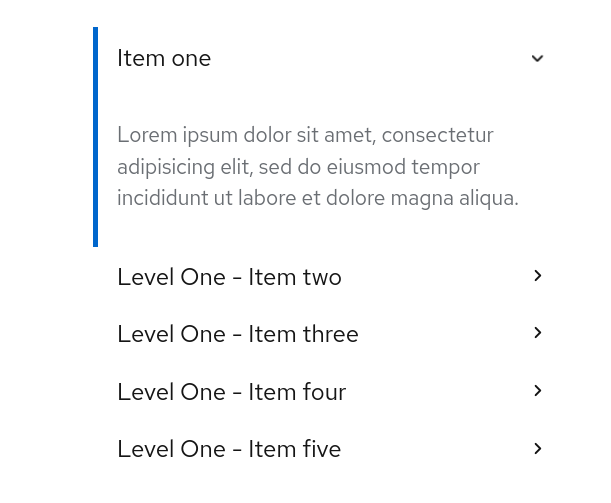 Item one
Lorem ipsum dolor sit amet, consectetur
adipisicing elit, sed do eiusmod tempor
incididunt ut labore et dolore magna aliqua.
Level One - Item two
Level One - Item three
Level One - Item four
Level One - Item five